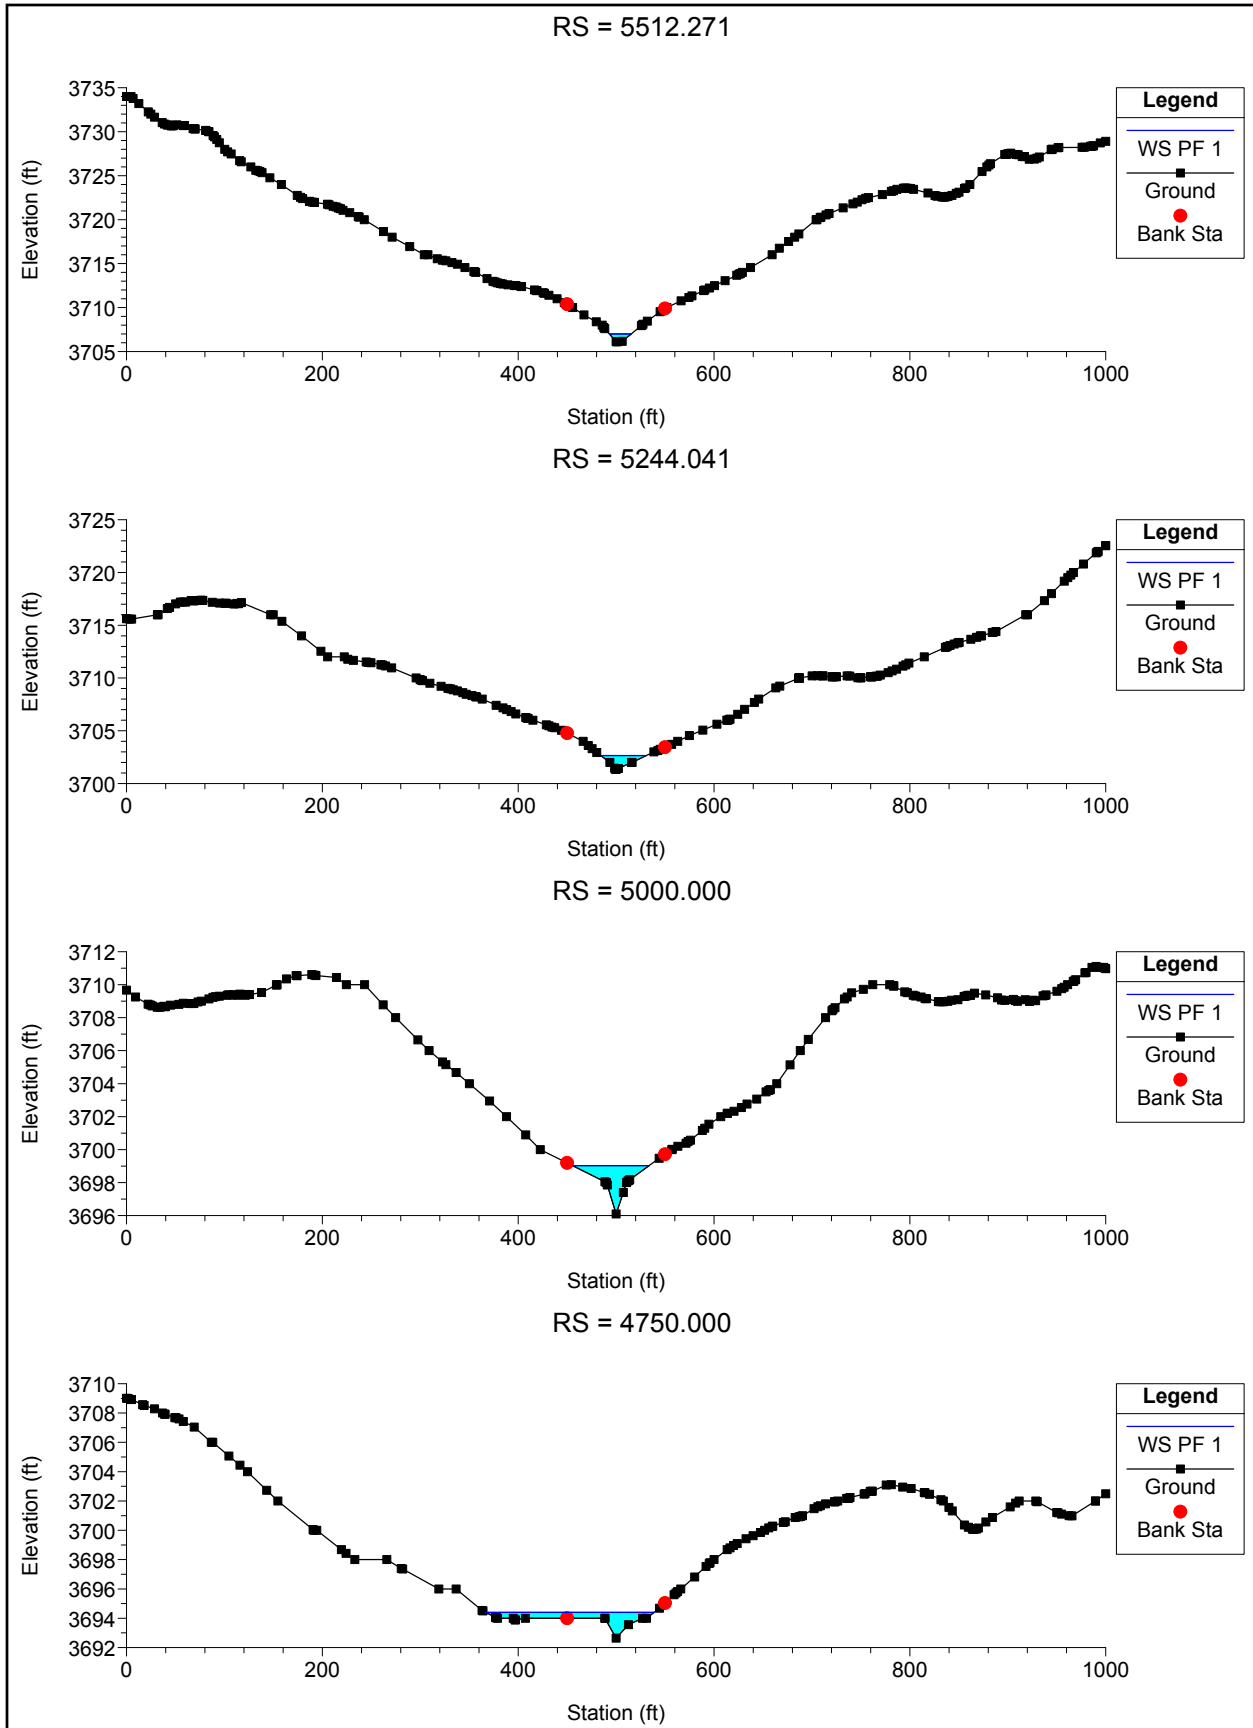 RS = 5512.271
3735
3730
3725
3720
3715
3710
3705
Elevation (ft)
0 200 400 600 800 1000
Station (ft)
Legend
WS PF 1
Ground
Bank Sta
RS = 5244.041
3725
3720
3715
3710
3705
3700
Elevation (ft)
0 200 400 600 800 1000
Station (ft)
Legend
WS PF 1
Ground
Bank Sta
RS = 5000.000
3712
3710
3708
3706
3704
3702
3700
3698
3696
Elevation (ft)
0 200 400 600 800 1000
Station (ft)
Legend
WS PF 1
Ground
Bank Sta
RS = 4750.000
3710
3708
3706
3704
3702
3700
3698
3696
3694
3692
Elevation (ft)
0 200 400 600 800 1000
Station (ft)
Legend
WS PF 1
Ground
Bank Sta